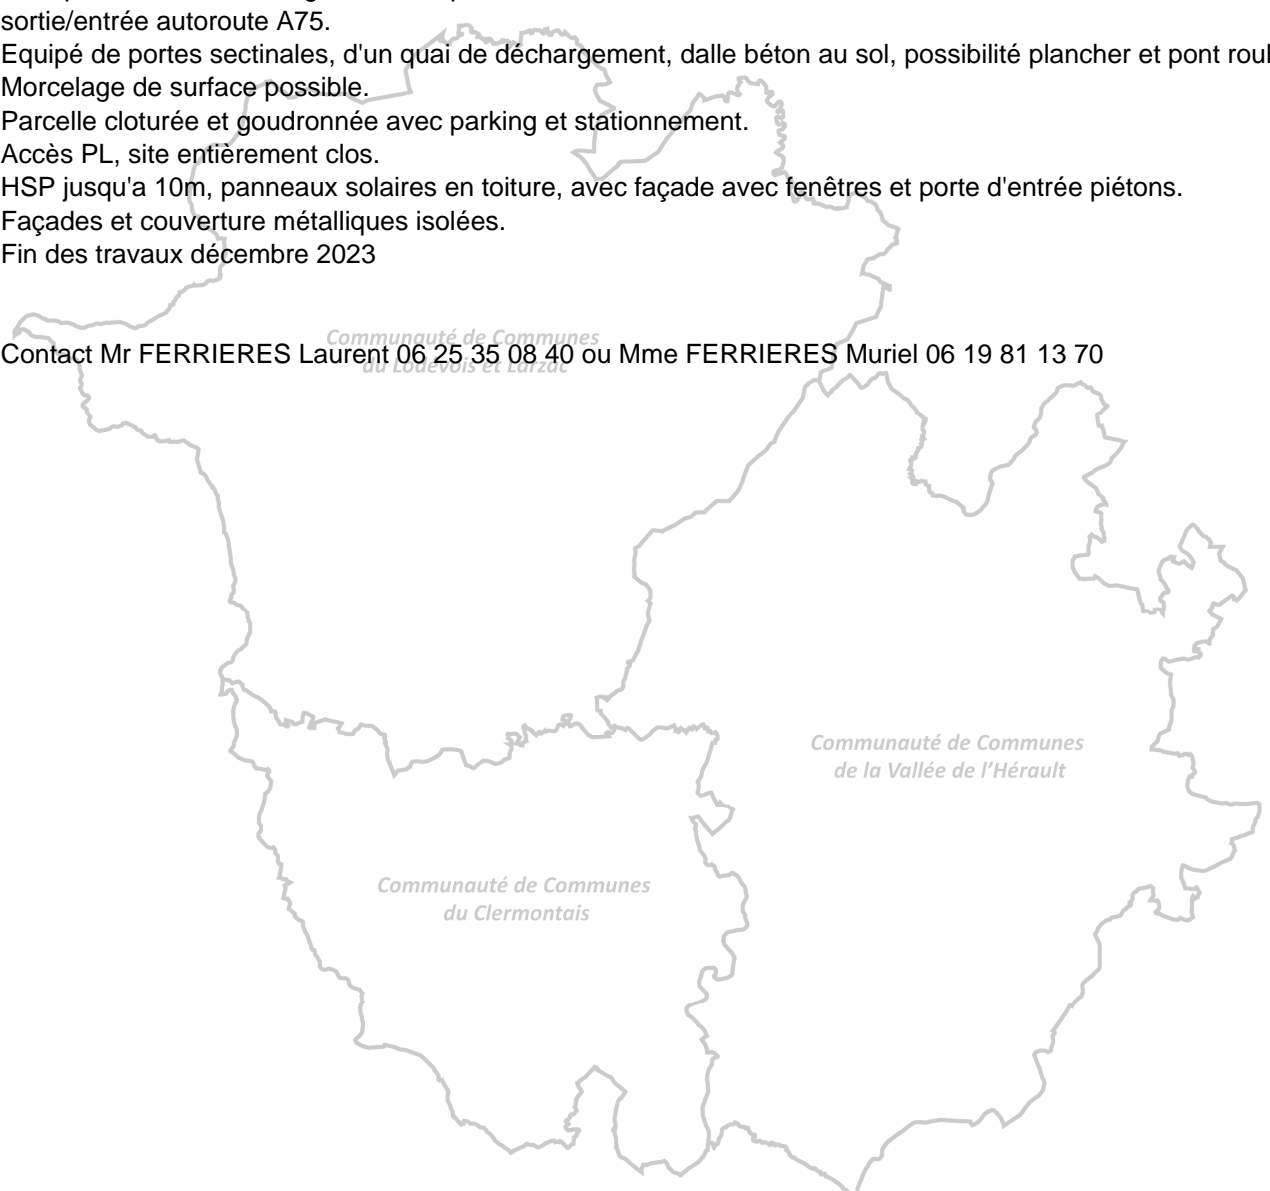 sortie/entrée autoroute A75.
Equipé de portes sectinales, d'un quai de déchargement, dalle béton au sol, possibilité plancher et pont roul
Morcelage de surface possible.
Parcelle cloturée et goudronnée avec parking et stationnement.
Accès PL, site entièrement clos.
HSP jusqu'a 10m, panneaux solaires en toiture, avec façade avec fenêtres et porte d'entrée piétons.
Façades et couverture métalliques isolées.
Fin des travaux décembre 2023
Communauté de Communes
du Lodévois et Larzac
Contact Mr FERRIERES Laurent 06 25 35 08 40 ou Mme FERRIERES Muriel 06 19 81 13 70
Communauté de Communes
de la Vallée de l'Hérault
Communauté de Communes
du Clermontais